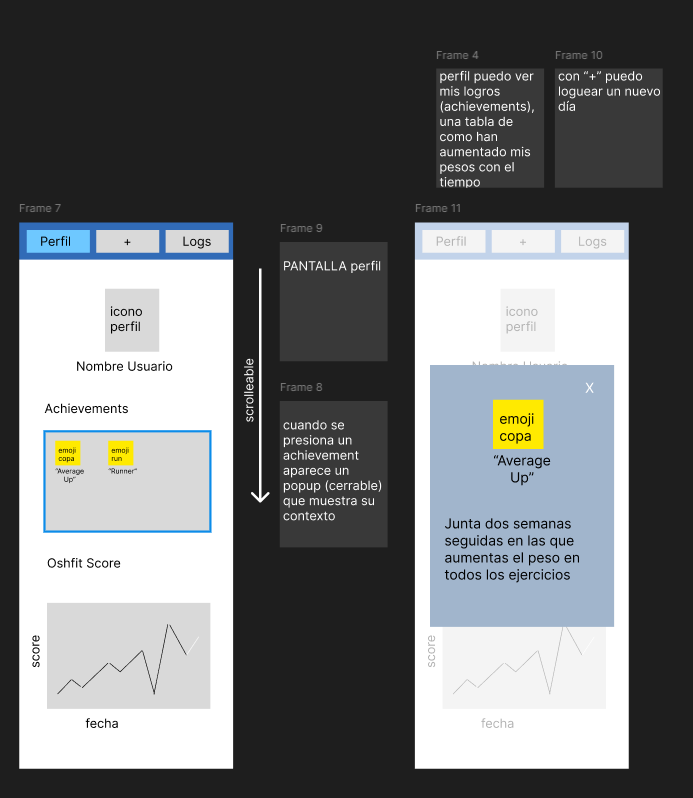 Frame 4
perfil puedo ver
mis logros
(achievements),
una tabla de
como han
aumentado mis
pesos con el
tiempo
Frame 10
con “+” puedo
loguear un nuevo
día
Frame 7
Perfil
+
Logs
icono
perfil
Nombre Usuario
Achievements
emoji
copa
“Average
Up”
emoji
run
“Runner”
Oshfit Score
score
fecha
scrolleable
Frame 9
PANTALLA perfil
Frame 8
cuando se
presiona un
achievement
aparece un
popup (cerrable)
que muestra su
contexto
Frame 11
Perfil
+
Logs
icono
perfil
Nombre Usuario
X
emoji
copa
“Average
Up”
Junta dos semanas
seguidas en las que
aumentas el peso en
todos los ejercicios
score
fecha